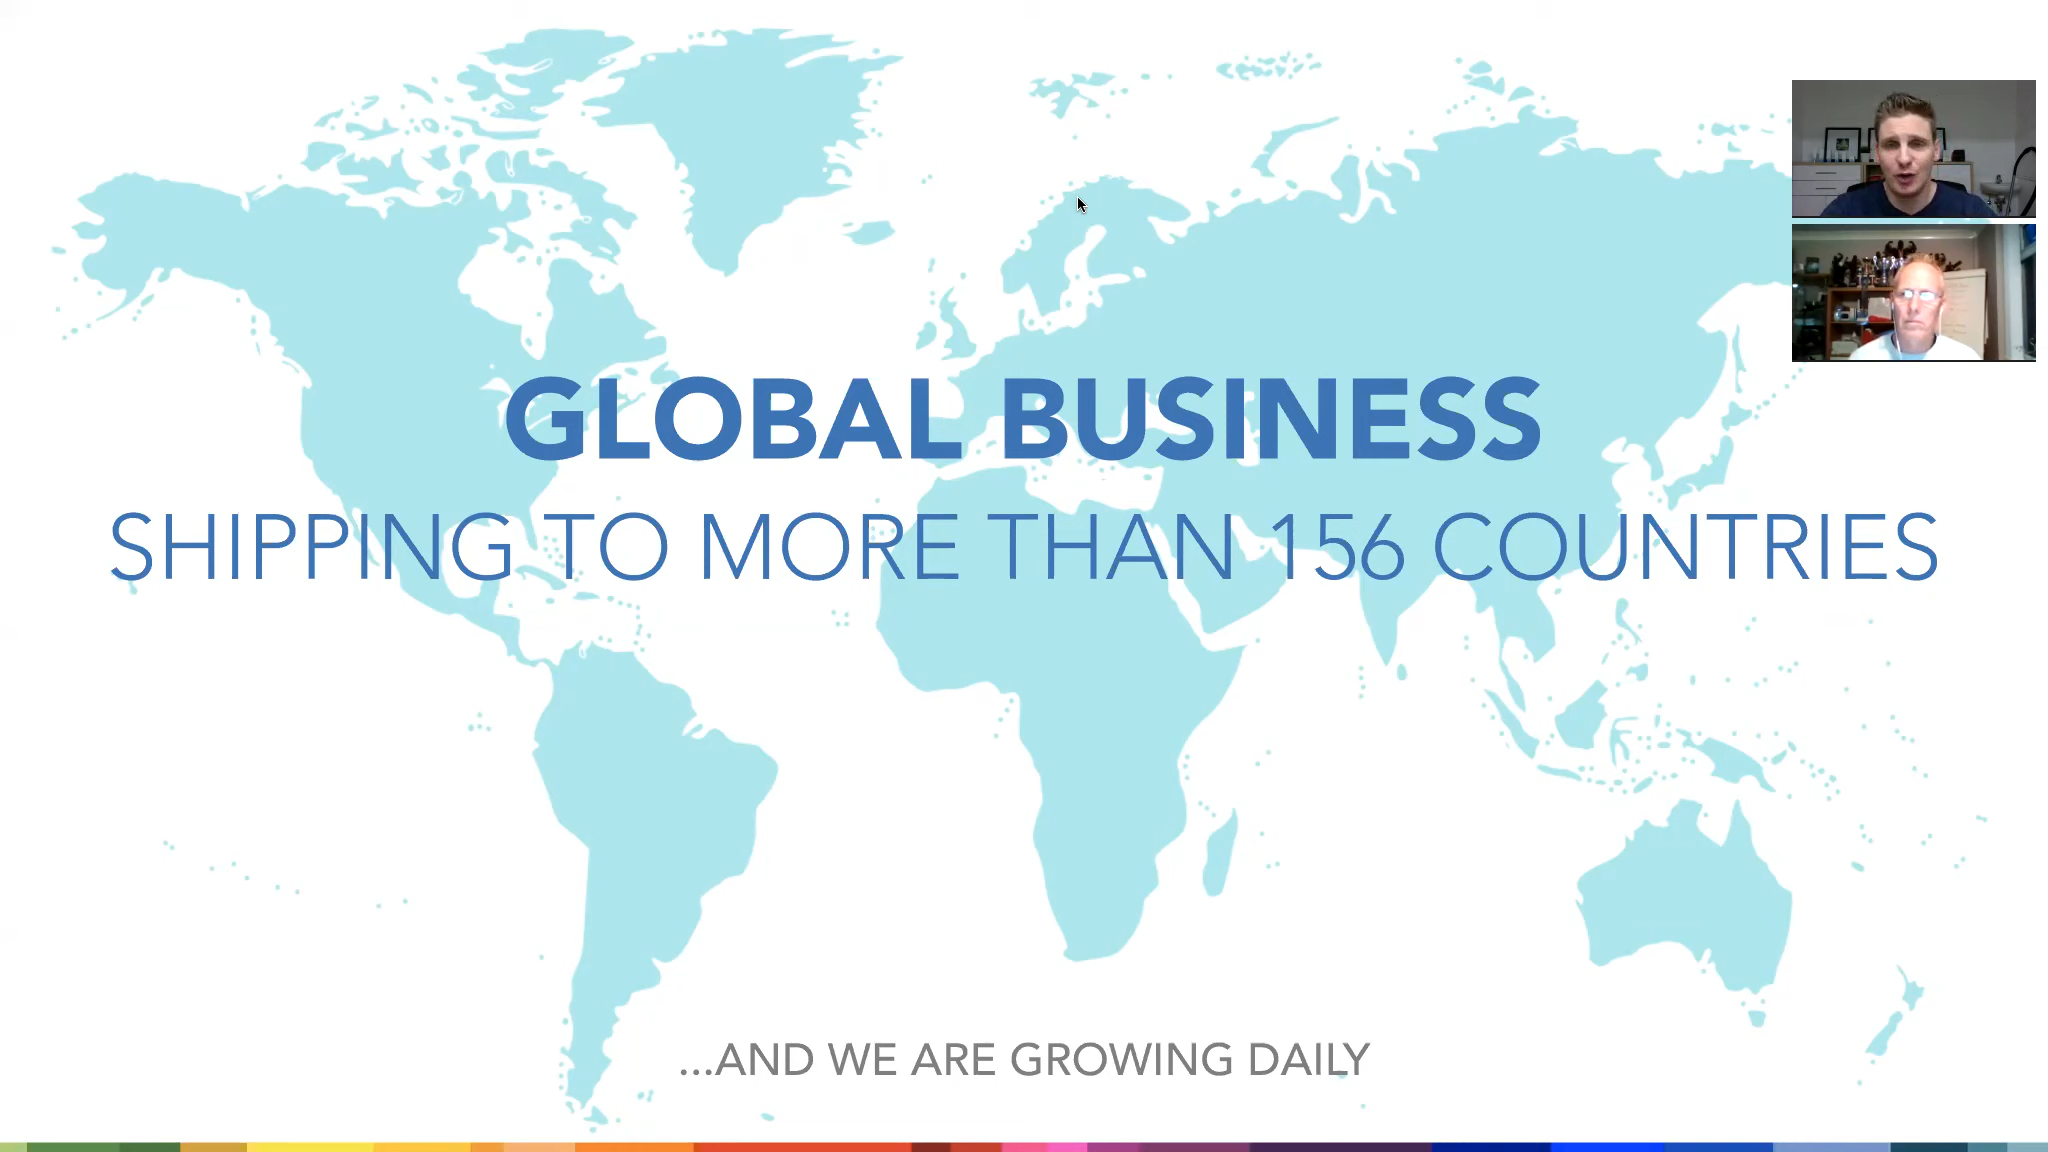 GLOBAL BUSINESS
SHIPPING TO MORE THAN 156 COUNTRIES
...AND WE ARE GROWING DAILY